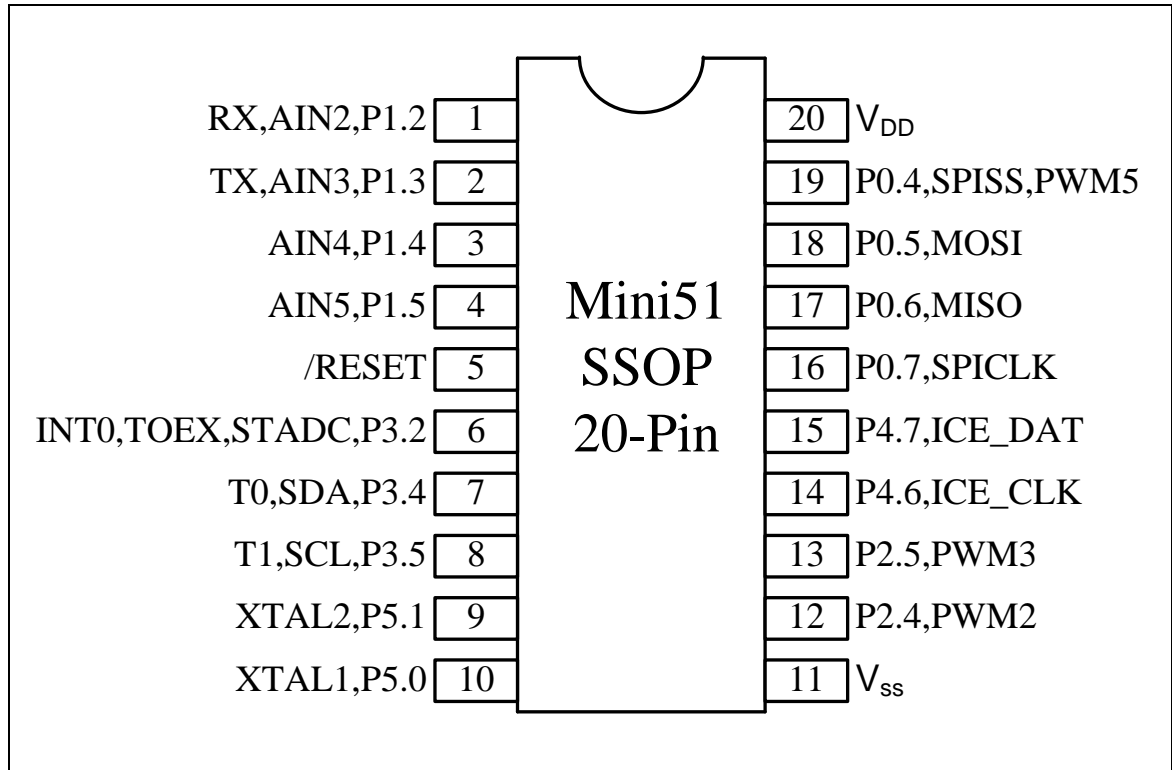 RX,AIN2,P1.2 1
TX,AIN3,P1.3 2
AIN4,P1.4 3
AIN5,P1.5 4
/RESET 5
INT0,TOEX,STADC,P3.2 6
T0,SDA,P3.4 7
T1,SCL,P3.5 8
XTAL2,P5.1 9
XTAL1,P5.0 10
Mini51
SSOP
20-Pin
20 VDD
19 P0.4,SPISS,PWM5
18 P0.5,MOSI
17 P0.6,MISO
16 P0.7,SPICLK
15 P4.7,ICE_DAT
14 P4.6,ICE_CLK
13 P2.5,PWM3
12 P2.4,PWM2
11 Vss